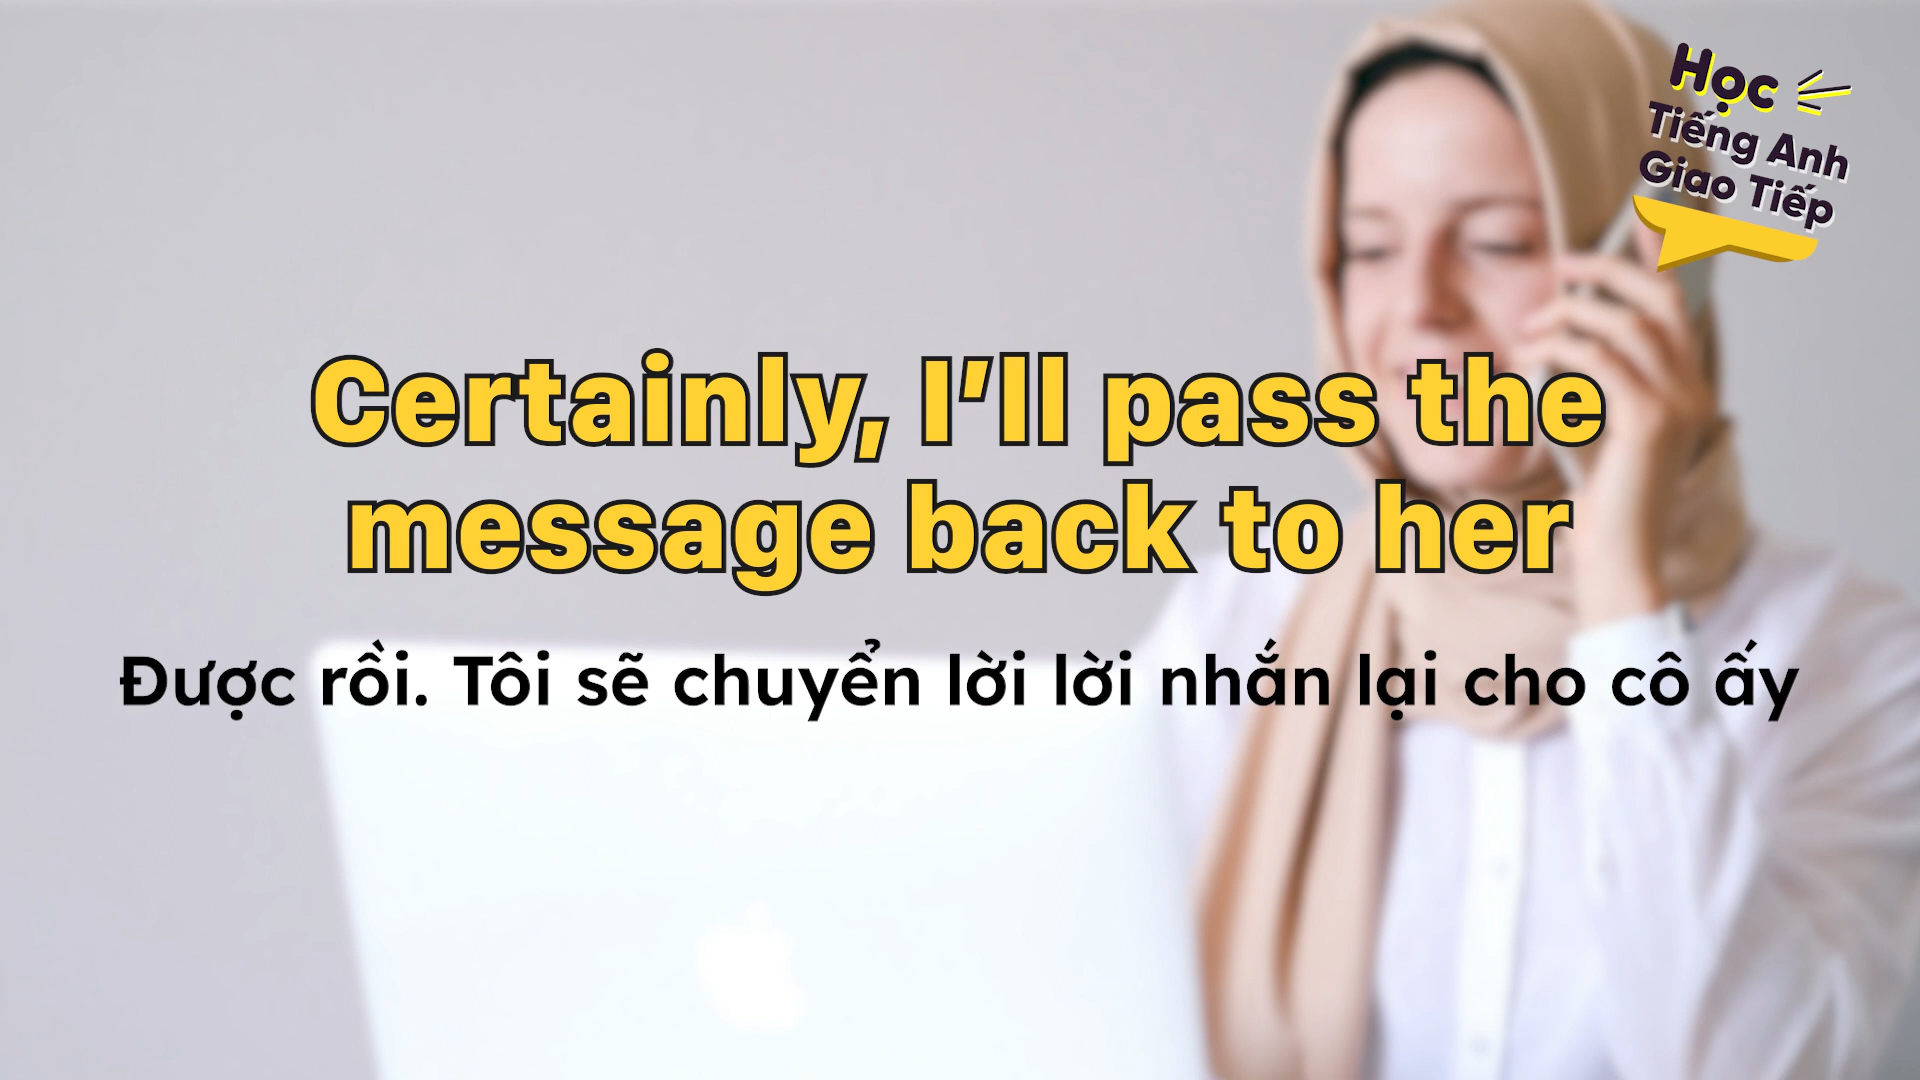 Học
Tiếng Anh
Giao Tiếp
Certainly, I’ll pass the
message back to her
Được rồi. Tôi sẽ chuyển lời lời nhắn lại cho cô ấy